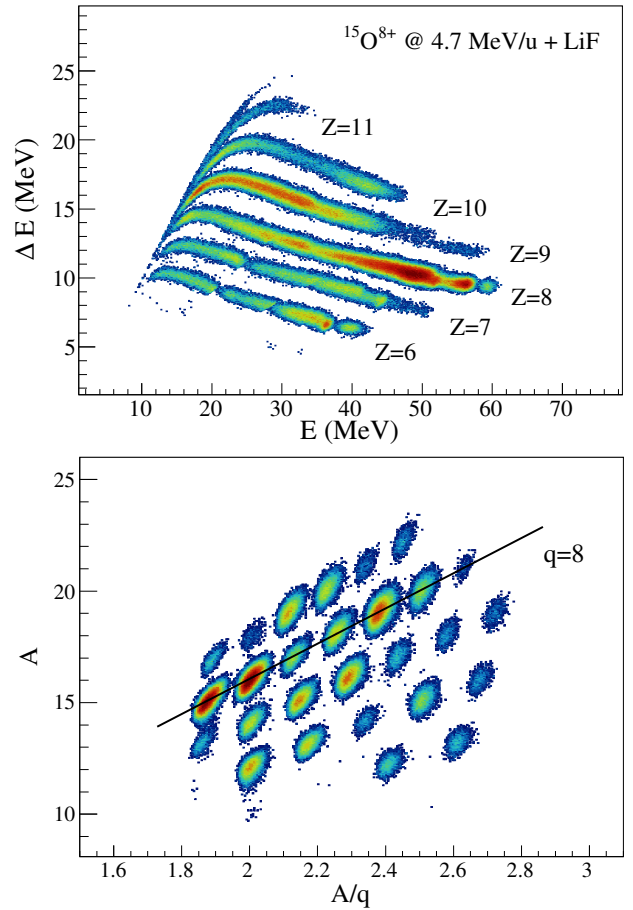 ¹⁵O⁸⁺ @ 4.7 MeV/u + LiF
25
20
15
10
5
Δ E (MeV)
Z=11
Z=10
Z=9
Z=8
Z=7
Z=6
10 20 30 40 50 60 70
E (MeV)
25
20
15
10
A
q=8
1.6 1.8 2 2.2 2.4 2.6 2.8 3
A/q